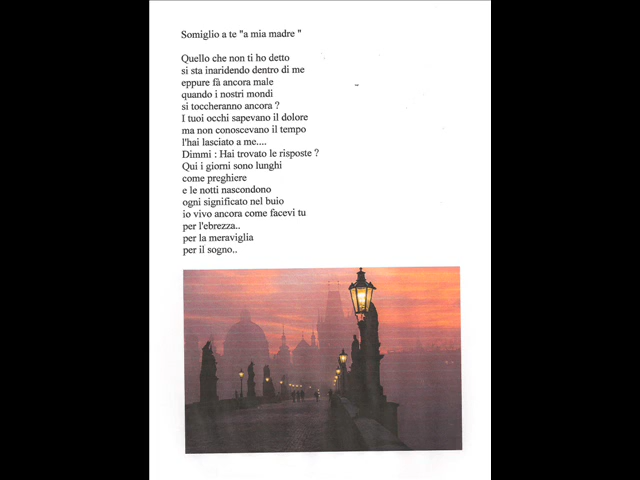 Somiglio a te "a mia madre "
Quello che non ti ho detto
si sta inaridendo dentro di me
eppure fà ancora male
quando i nostri mondi
si toccheranno ancora ?
I tuoi occhi sapevano il dolore
ma non conoscevano il tempo
l'hai lasciato a me....
Dimmi : Hai trovato le risposte ?
Qui i giorni sono lunghi
come preghiere
e le notti nascondono
ogni significato nel buio
io vivo ancora come facevi tu
per l'ebrezza..
per la meraviglia
per il sogno..